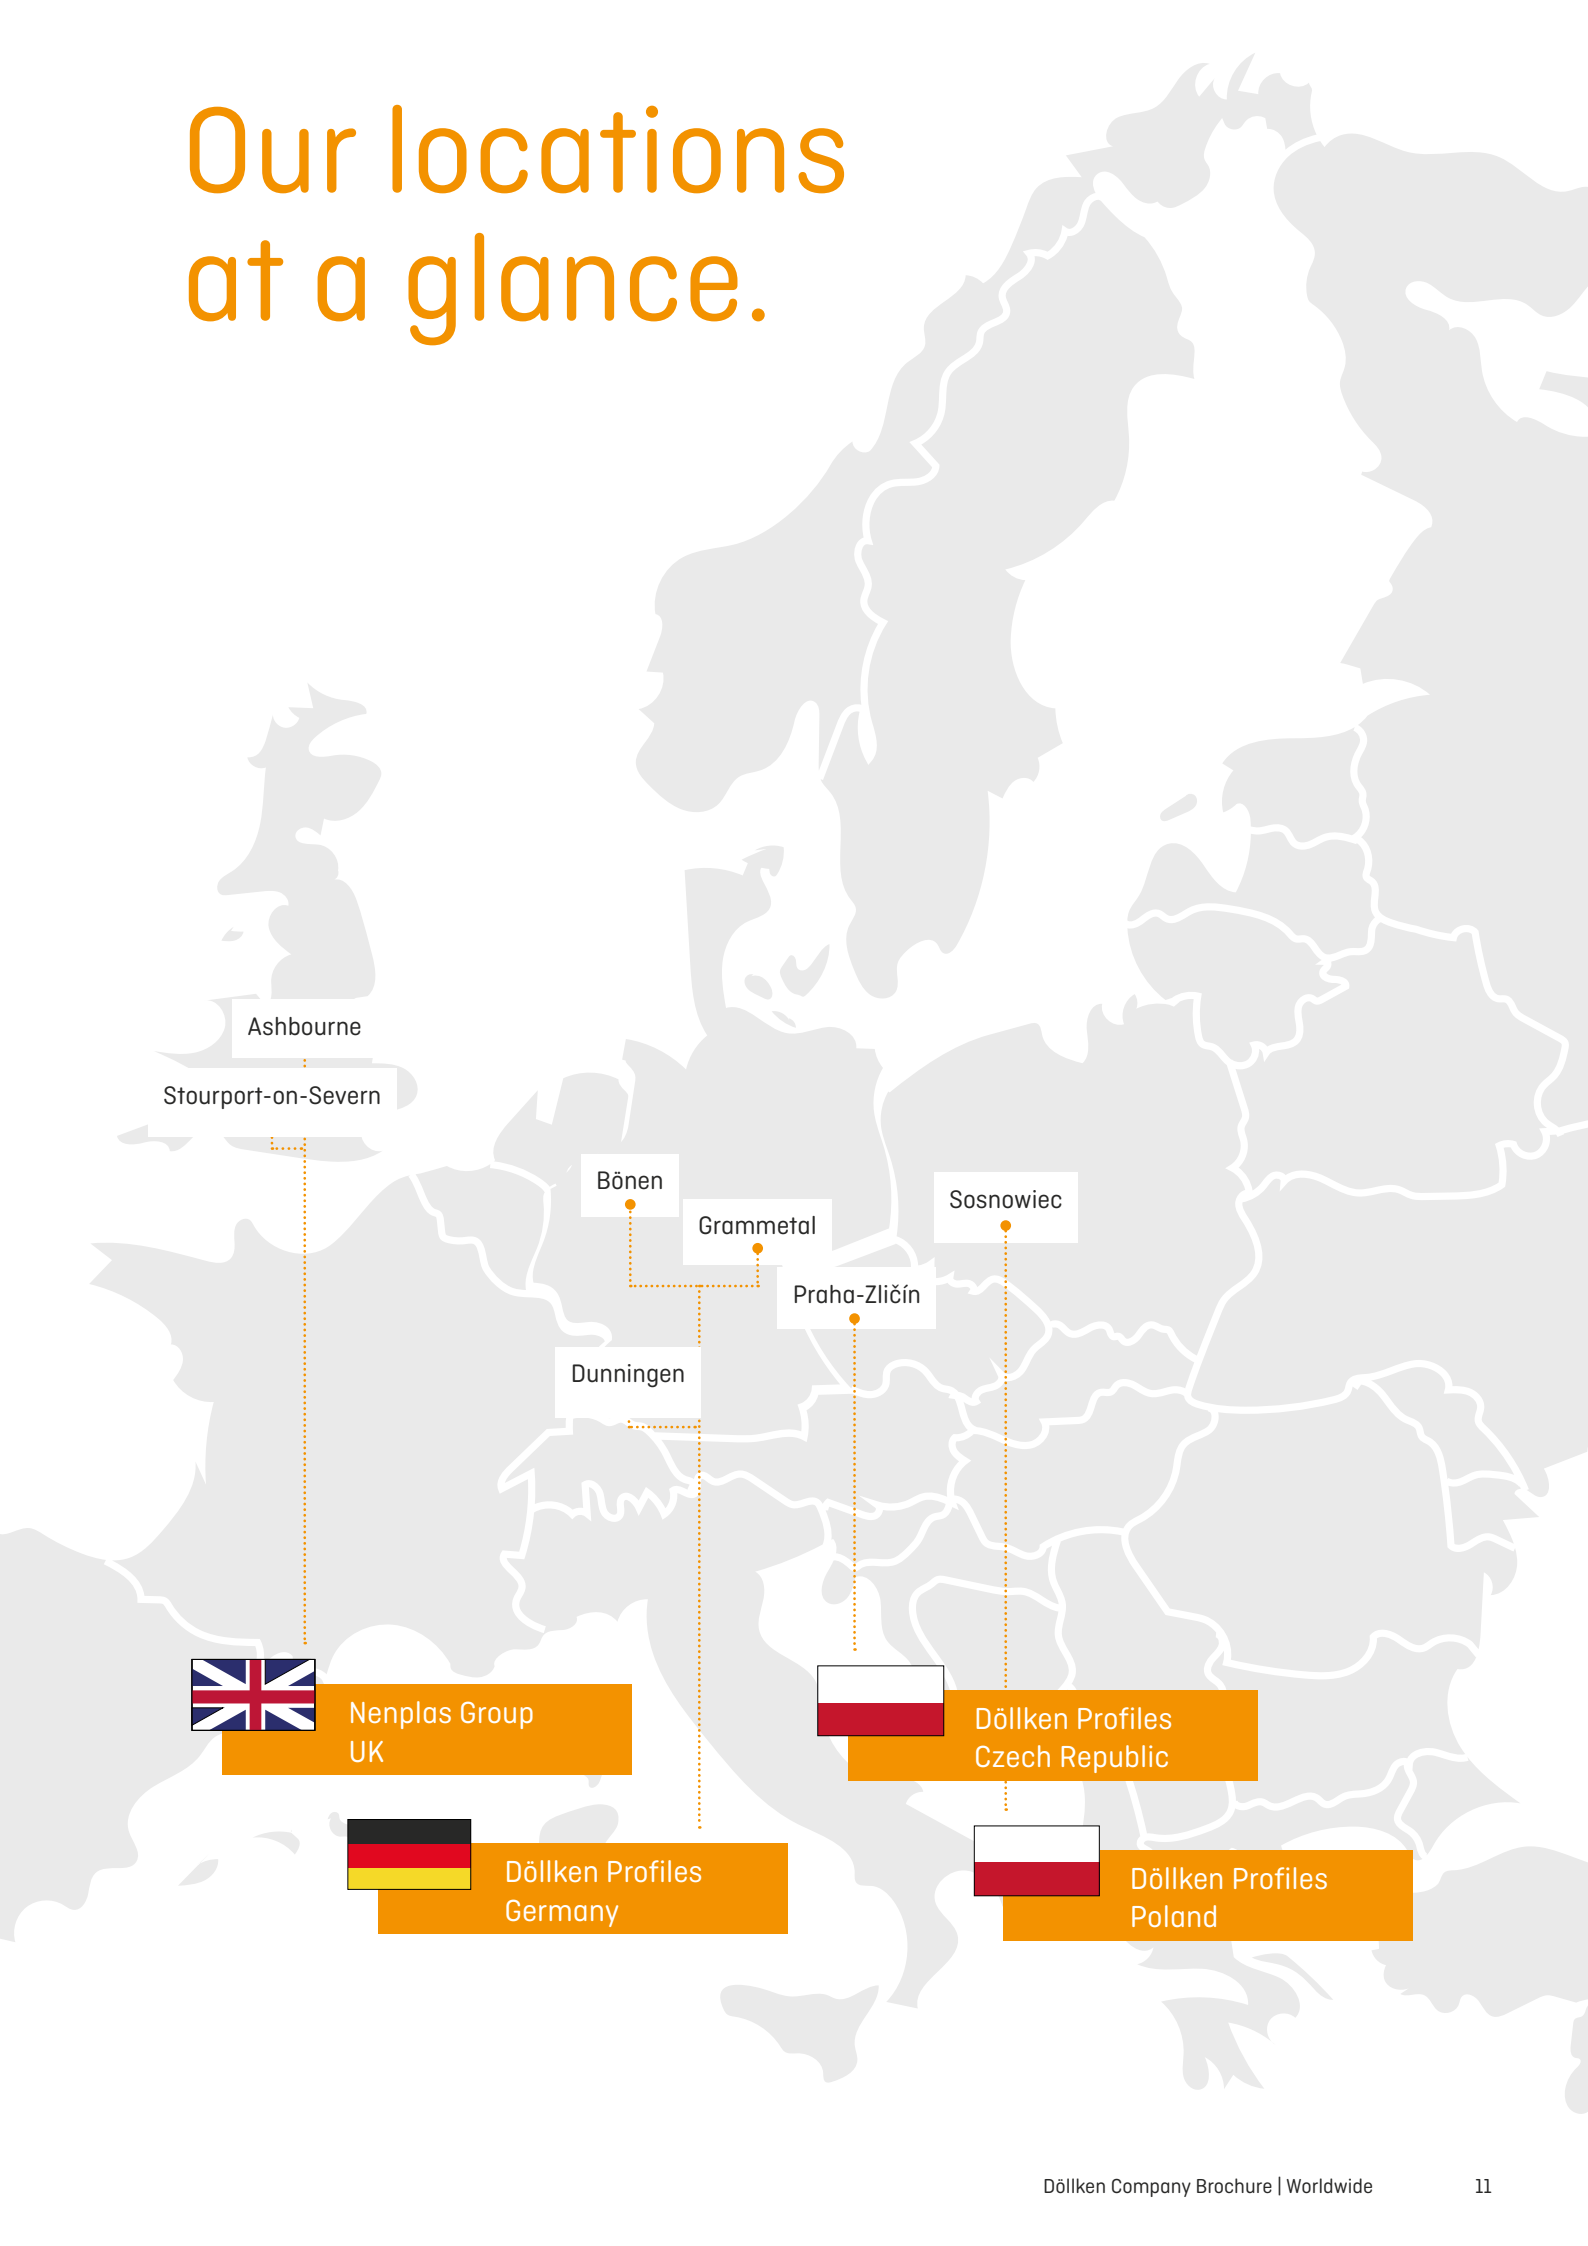 Our locations
at a glance.
Ashbourne
Stourport-on-Severn
Bönen
Grammetal
Sosnowiec
Praha-Zličín
Dunningen
Nenplas Group
UK
Döllken Profiles
Czech Republic
Döllken Profiles
Germany
Döllken Profiles
Poland
Döllken Company Brochure | Worldwide 11